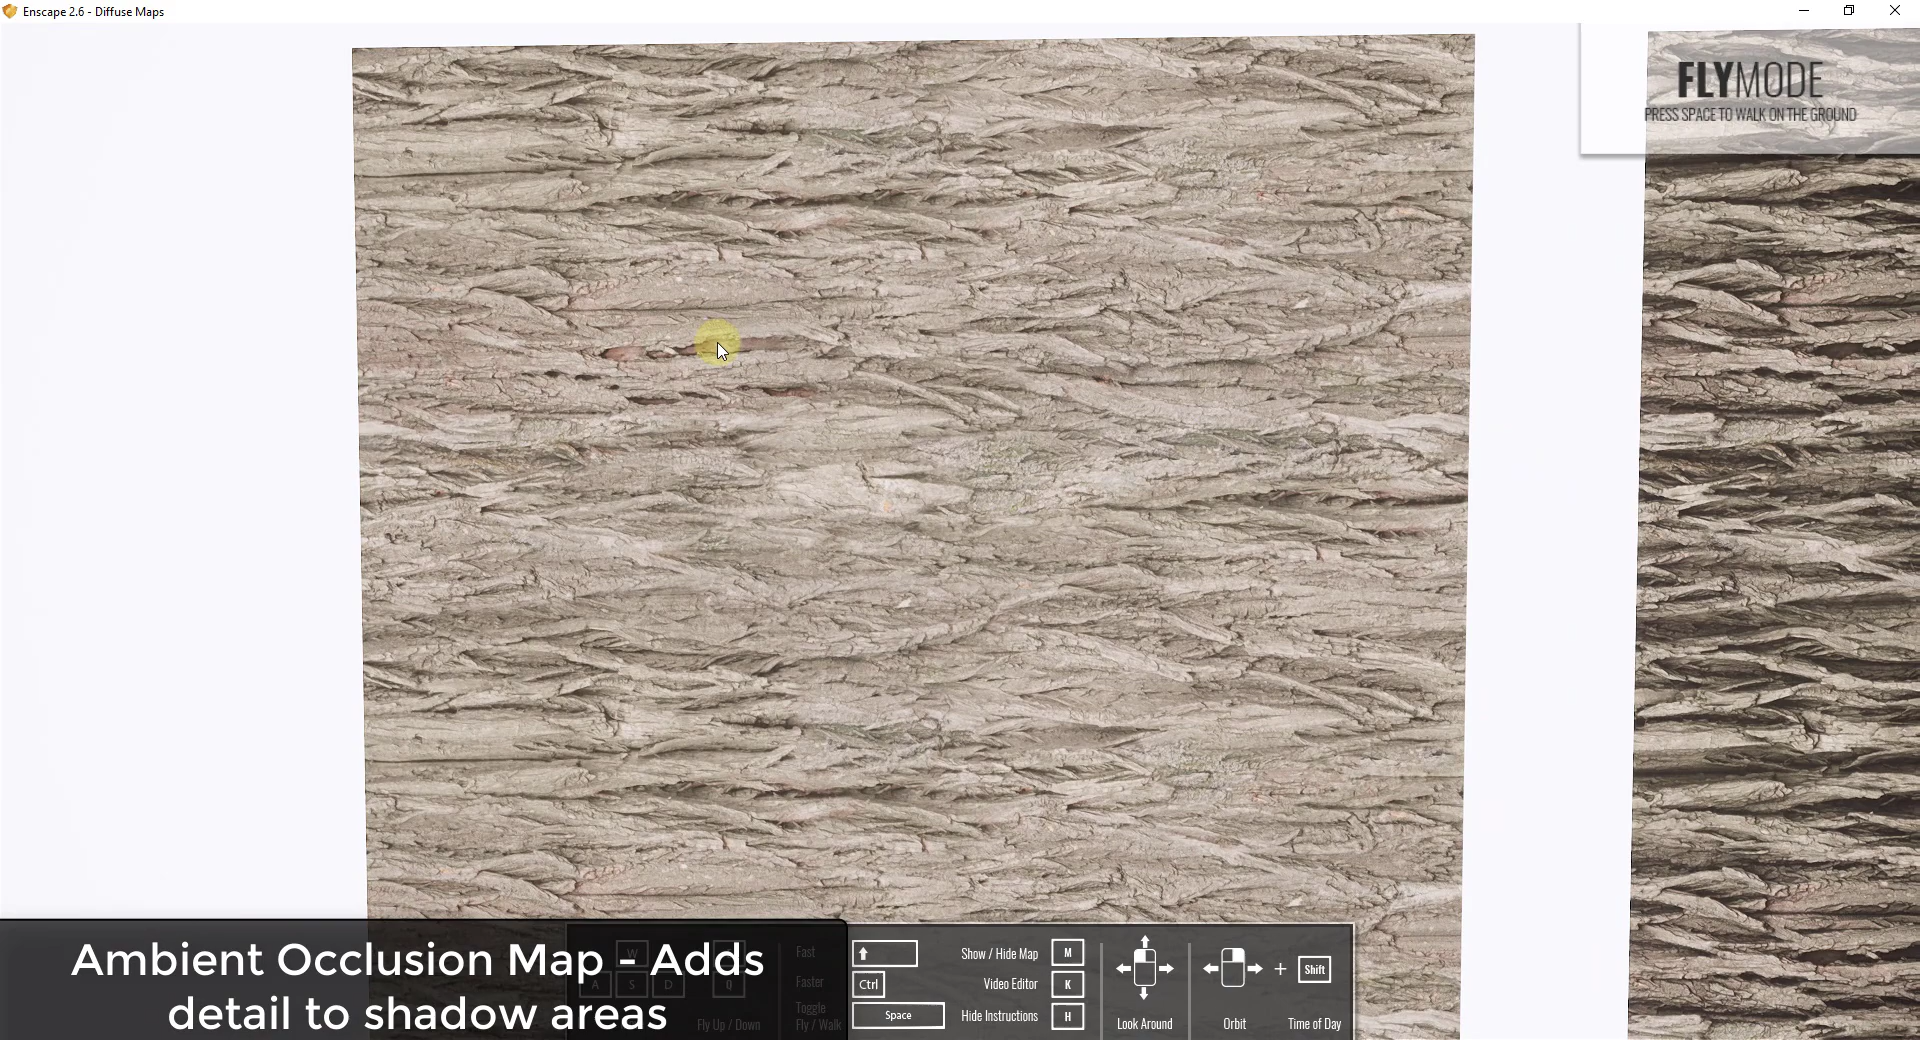 Enscape 2.6 - Diffuse Maps
FLYMODE
PRESS SPACE TO WALK ON THE GROUND
Ambient Occlusion Map - Adds
detail to shadow areas
W
A S D Q
Fly Up / Down
Fast
Faster
Ctrl
Toggle
Fly / Walk
Space
Show / Hide Map M
Video Editor K
Hide Instructions H
Look Around
Orbit
+ Shift
Time of Day